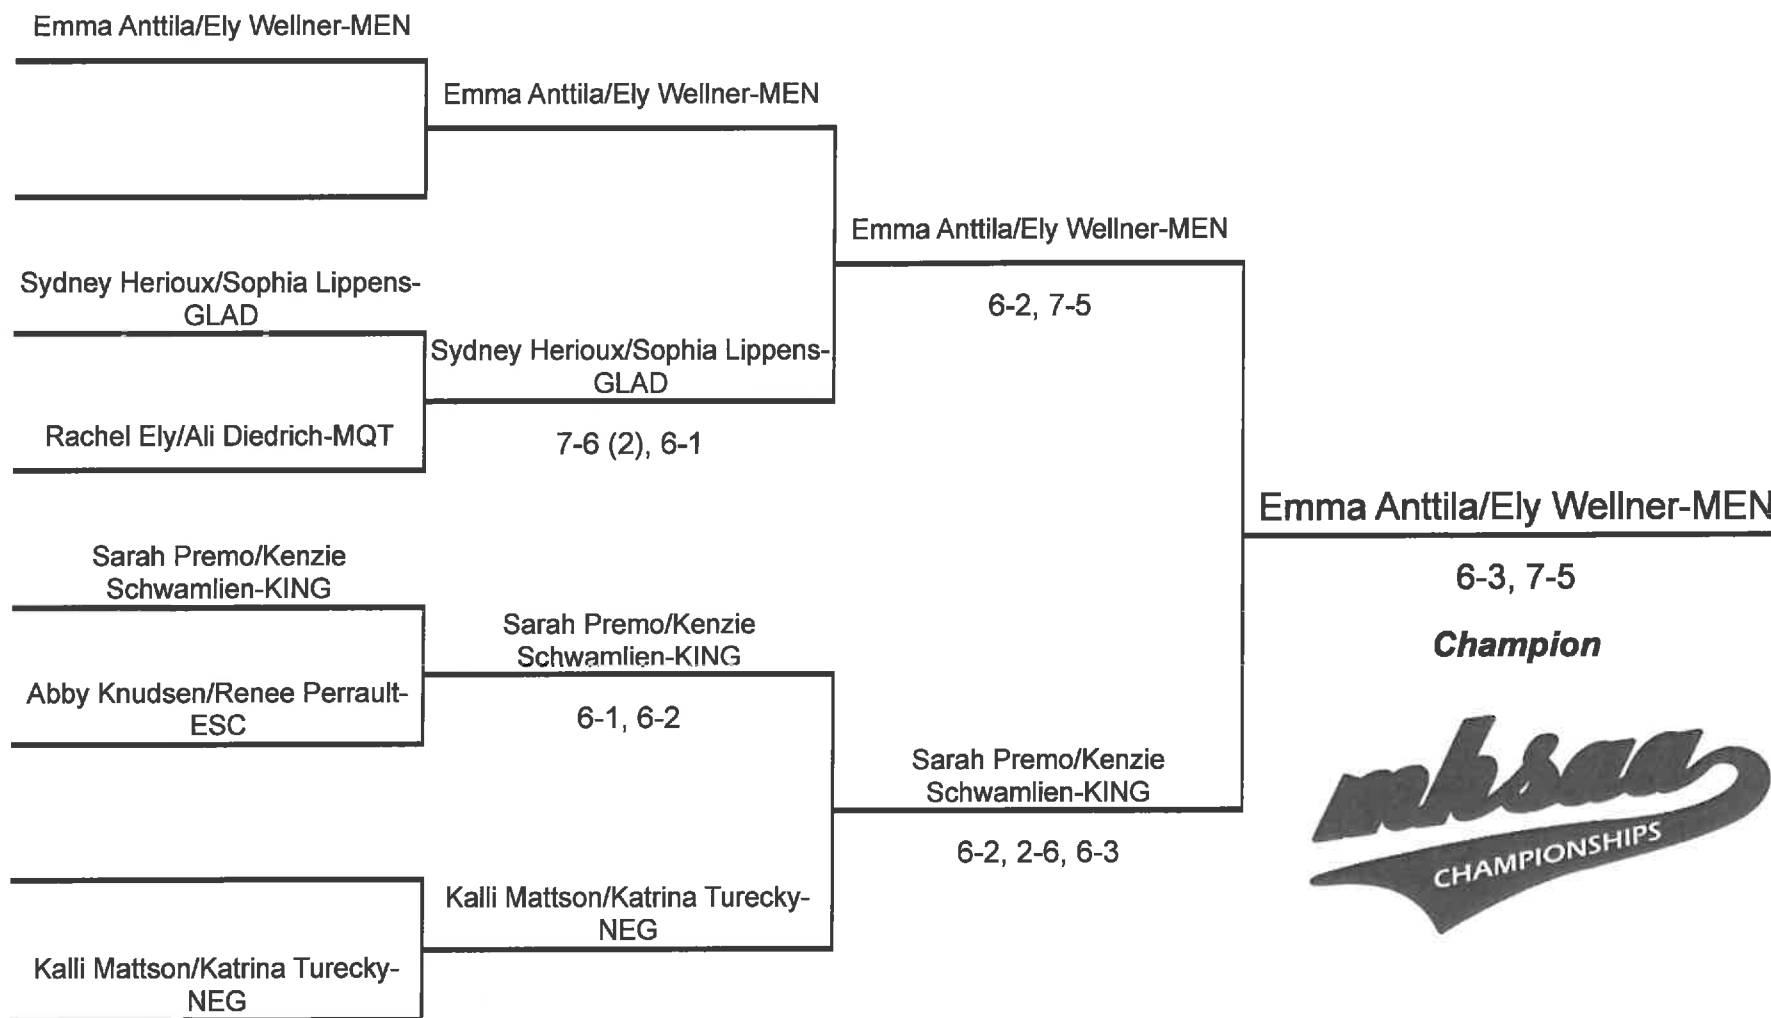 Emma Anttila/Ely Wellner-MEN
Emma Anttila/Ely Wellner-MEN
Emma Anttila/Ely Wellner-MEN
Sydney Herioux/Sophia Lippens-
GLAD
6-2, 7-5
Sydney Herioux/Sophia Lippens-
GLAD
Rachel Ely/Ali Diedrich-MQT
7-6 (2), 6-1
Emma Anttila/Ely Wellner-MEN
6-3, 7-5
Champion
Sarah Premo/Kenzie
Schwamlien-KING
Sarah Premo/Kenzie
Schwamlien-KING
Abby Knudsen/Renee Perrault-
ESC
6-1, 6-2
Sarah Premo/Kenzie
Schwamlien-KING
6-2, 2-6, 6-3
mhsaa
CHAMPIONSHIPS
Kalli Mattson/Katrina Turecky-
NEG
Kalli Mattson/Katrina Turecky-
NEG